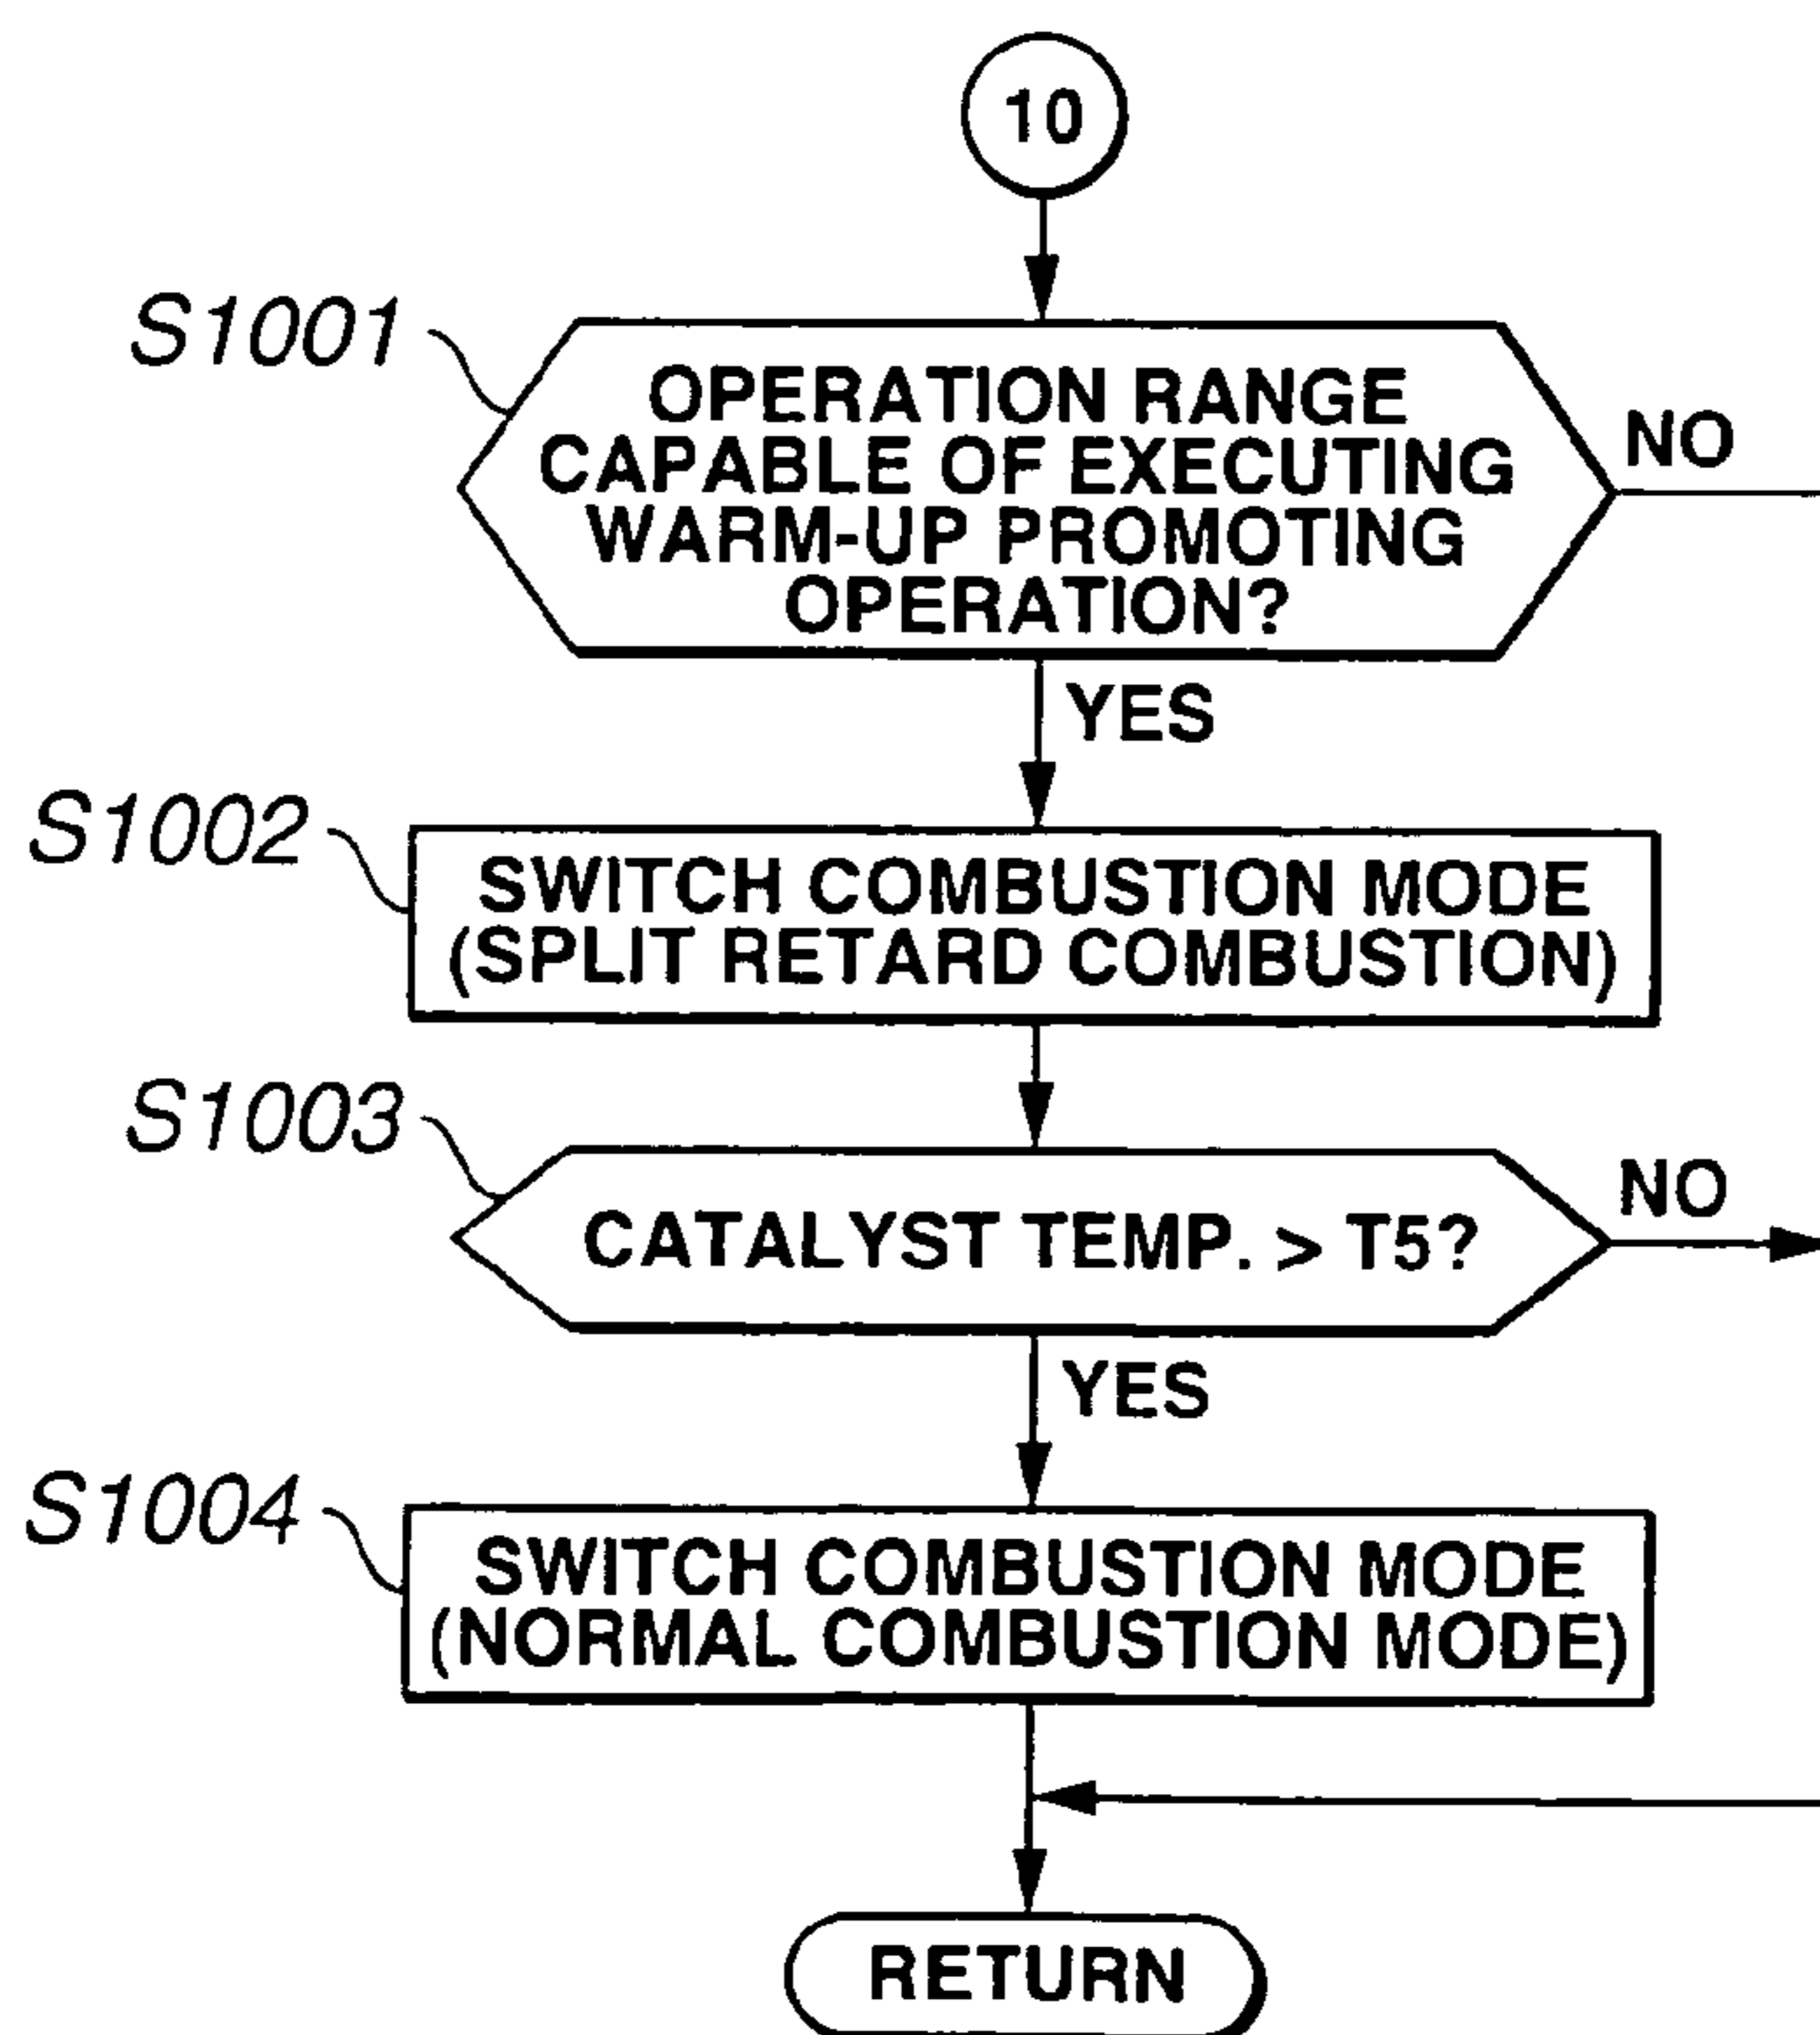 10
S1001
OPERATION RANGE
CAPABLE OF EXECUTING
WARM-UP PROMOTING
OPERATION?
NO
YES
S1002
SWITCH COMBUSTION MODE
(SPLIT RETARD COMBUSTION)
S1003
CATALYST TEMP. > T5?
NO
YES
S1004
SWITCH COMBUSTION MODE
(NORMAL COMBUSTION MODE)
RETURN